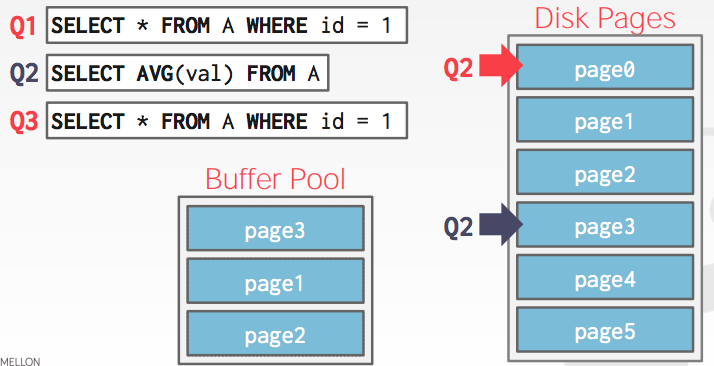 Q1 SELECT * FROM A WHERE id = 1
Q2 SELECT AVG(val) FROM A
Q3 SELECT * FROM A WHERE id = 1
Buffer Pool
page3
page1
page2
Disk Pages
Q2 page0
page1
page2
Q2 page3
page4
page5
MELLON